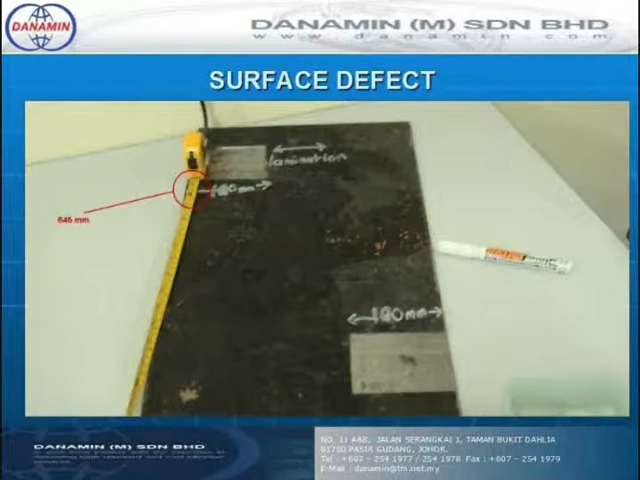 DANAMIN
DANAMIN (M) SDN BHD
www.danamin.com
SURFACE DEFECT
lamination
180mm
645 mm
180mm
DANAMIN (M) SDN BHD
NO. 11 A&B, JALAN SERANGKAI 1, TAMAN BUKIT DAHLIA
81700 PASIR GUDANG, JOHOR.
Tel : +607 - 254 1977 / 254 1978 Fax : +607 - 254 1979
E-Mail : danamin@tm.net.my